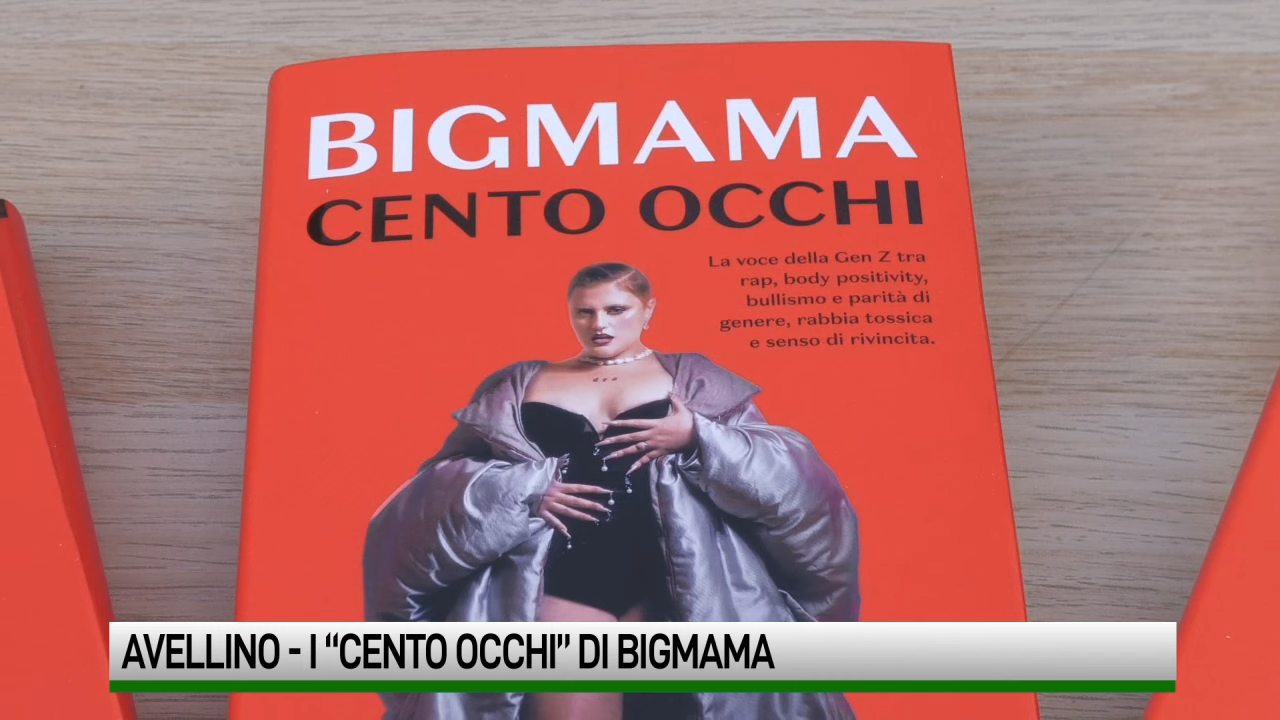 BIGMAMA
CENTO OCCHI
La voce della Gen Z tra
rap, body positivity,
bullismo e parità di
genere, rabbia tossica
e senso di rivincita.
AVELLINO - I “CENTO OCCHI” DI BIGMAMA